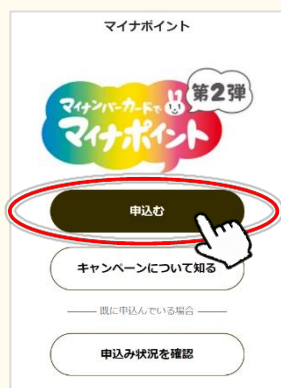 マイナポイント
マイナンバーカードで
マイナポイント
第2弾
申込む
キャンペーンについて知る
既に申込んでいる場合
申込み状況を確認